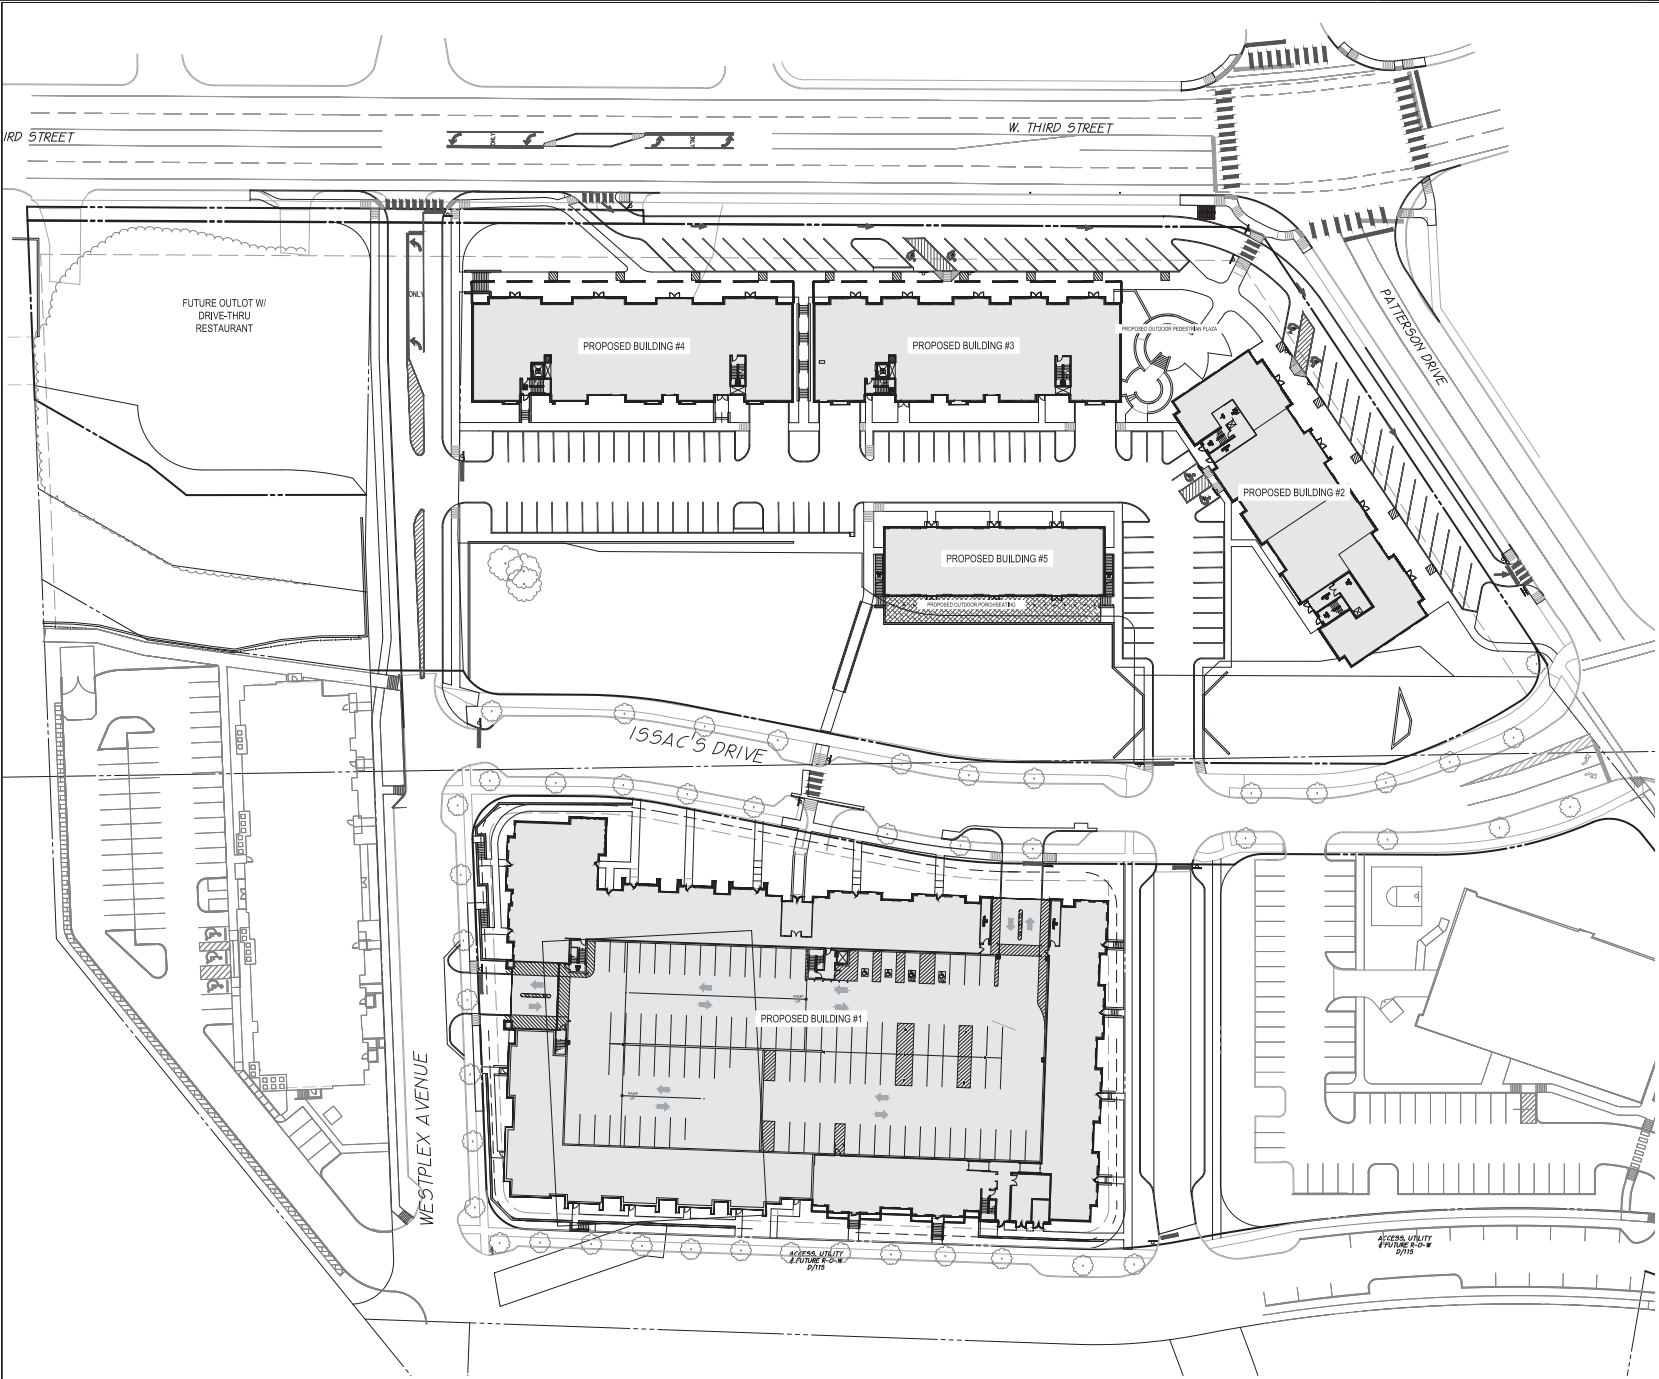 W. THIRD STREET
IRD STREET
ONLY
ONLY
PATTERSON DRIVE
FUTURE OUTLOT W/
DRIVE-THRU
RESTAURANT
ONLY
PROPOSED OUTDOOR PEDESTRIAN PLAZA
PROPOSED BUILDING #4
PROPOSED BUILDING #3
PROPOSED BUILDING #2
PROPOSED BUILDING #5
PROPOSED OUTDOOR PORCH/SEATING
ISSAC'S DRIVE
PROPOSED BUILDING #1
WESTPLEX AVENUE
ACCESS, UTILITY
& FUTURE R-O-W
D/115
ACCESS, UTILITY
& FUTURE R-O-W
D/115